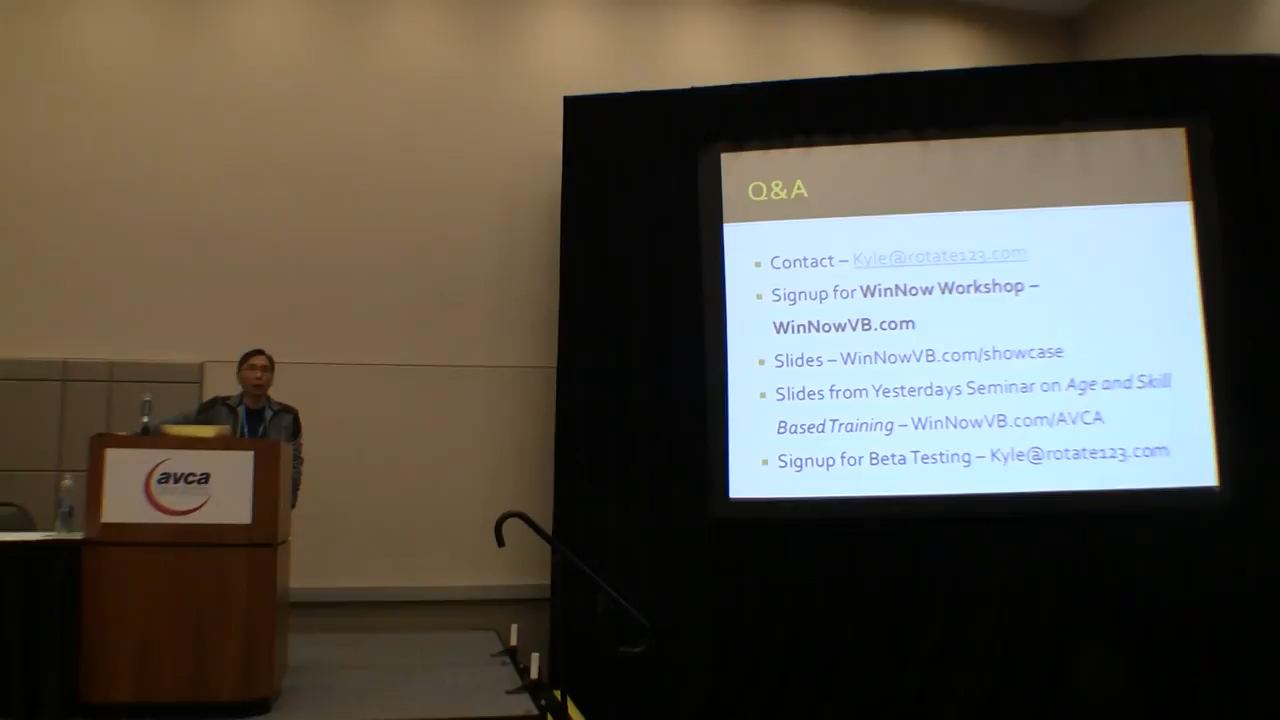 Q&A
Contact – Kyle@rotate123.com
Signup for WinNow Workshop –
WinNowVB.com
Slides – WinNowVB.com/showcase
Slides from Yesterdays Seminar on Age and Skill
Based Training – WinNowVB.com/AVCA
Signup for Beta Testing – Kyle@rotate123.com
avca